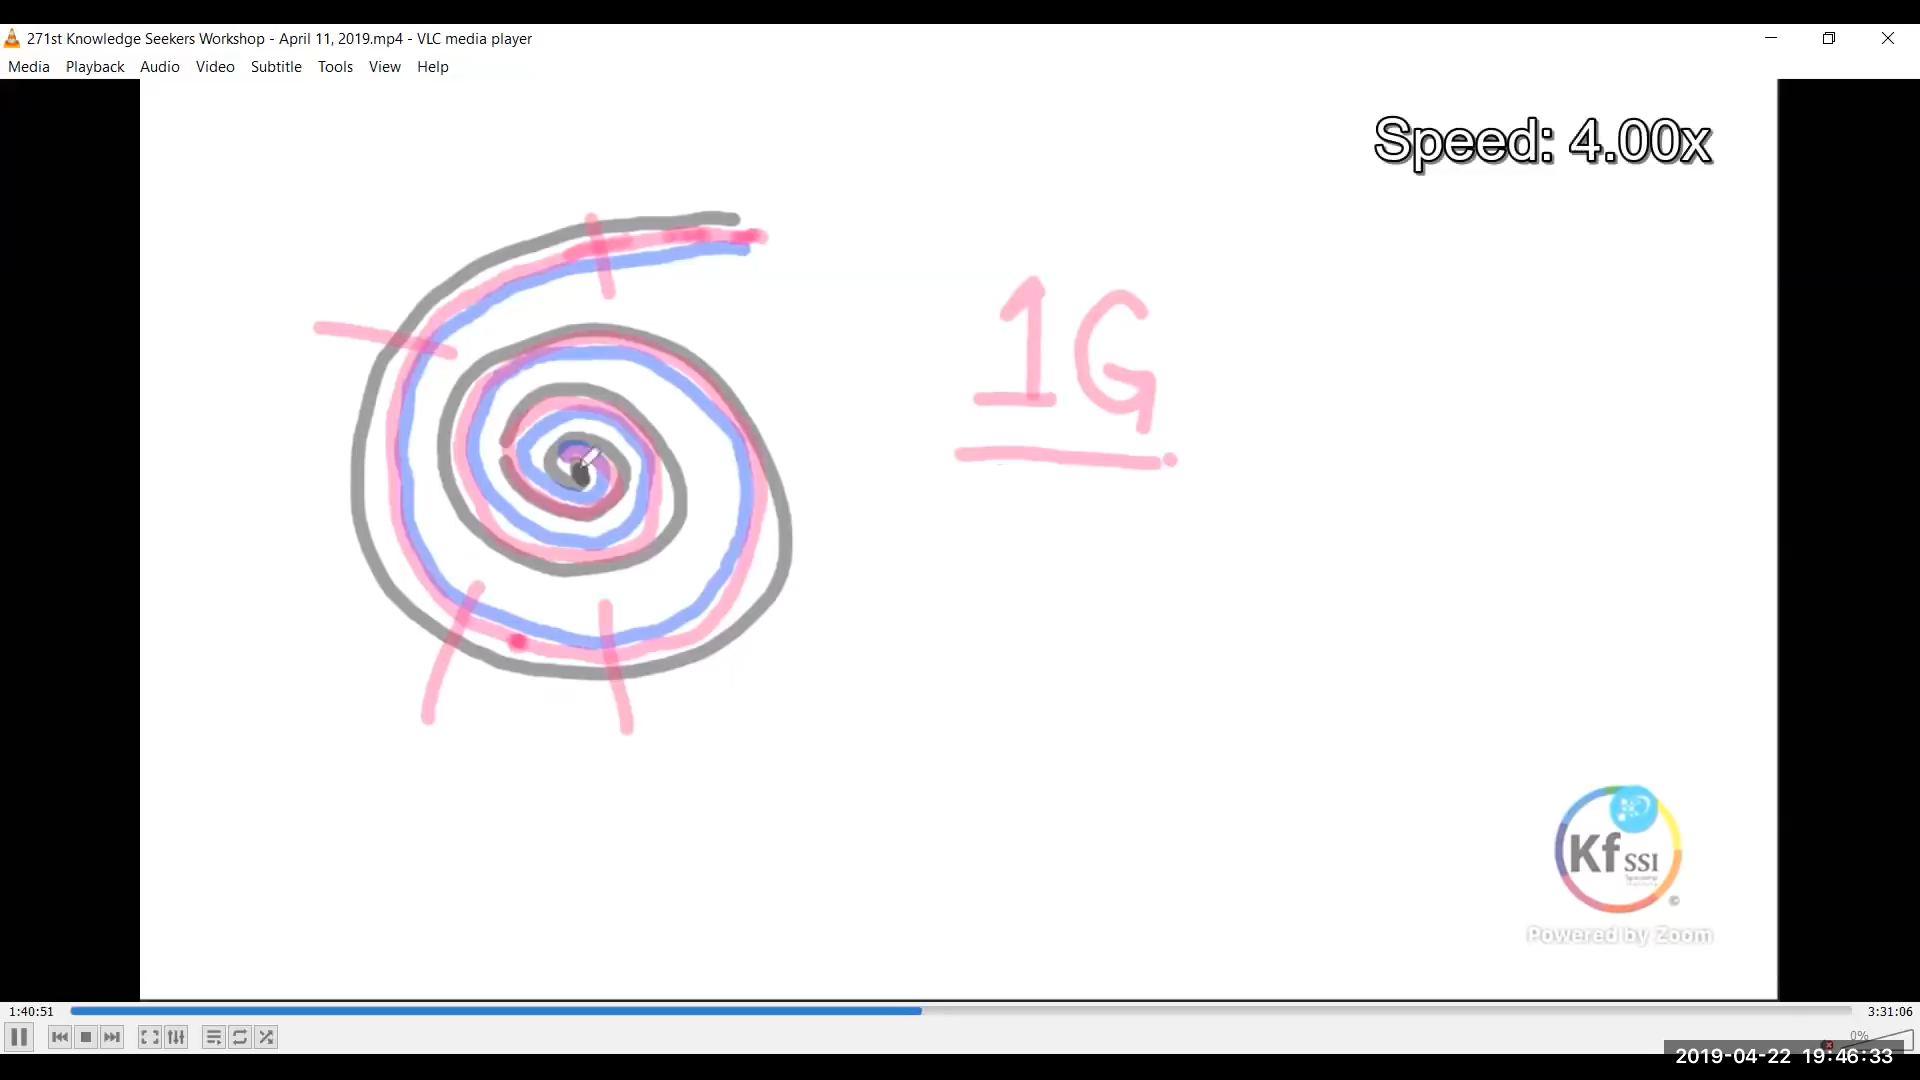 271st Knowledge Seekers Workshop - April 11, 2019.mp4 - VLC media player
Media Playback Audio Video Subtitle Tools View Help
Speed: 4.00x
1G
Kf SSI
©
Powered by Zoom
1:40:51
3:31:06
0%
2019-04-22 19:46:33